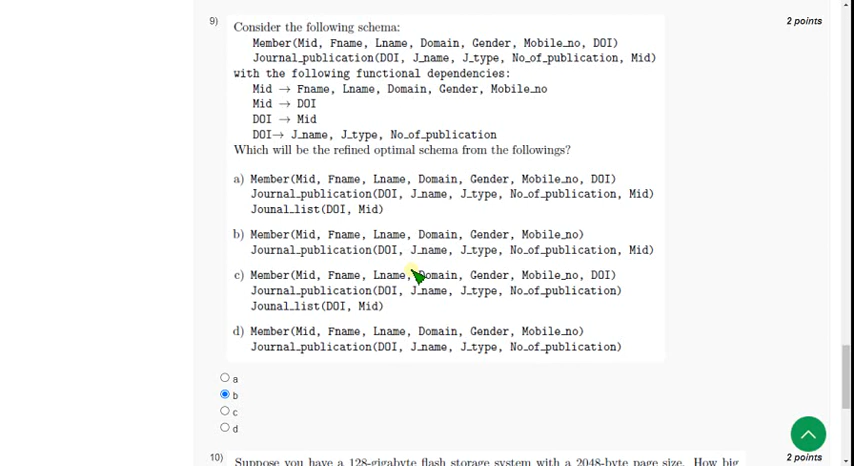 9)
2 points
Consider the following schema:
Member(Mid, Fname, Lname, Domain, Gender, Mobile_no, DOI)
Journal_publication(DOI, J_name, J_type, No_of_publication, Mid)
with the following functional dependencies:
Mid → Fname, Lname, Domain, Gender, Mobile_no
Mid → DOI
DOI → Mid
DOI→ J_name, J_type, No_of_publication
Which will be the refined optimal schema from the followings?
a) Member(Mid, Fname, Lname, Domain, Gender, Mobile_no, DOI)
Journal_publication(DOI, J_name, J_type, No_of_publication, Mid)
Jounal_list(DOI, Mid)
b) Member(Mid, Fname, Lname, Domain, Gender, Mobile_no)
Journal_publication(DOI, J_name, J_type, No_of_publication, Mid)
c) Member(Mid, Fname, Lname, Domain, Gender, Mobile_no, DOI)
Journal_publication(DOI, J_name, J_type, No_of_publication)
Jounal_list(DOI, Mid)
d) Member(Mid, Fname, Lname, Domain, Gender, Mobile_no)
Journal_publication(DOI, J_name, J_type, No_of_publication)
a
b
c
d
10)
2 points
Suppose you have a 128-gigabyte flash storage system with a 2048-byte page size. How big